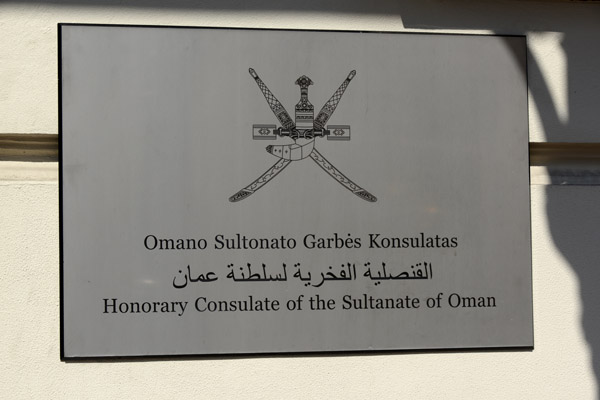 Omano Sultonato Garbės Konsulatas
القنصلية الفخرية لسلطنة عمان
Honorary Consulate of the Sultanate of Oman